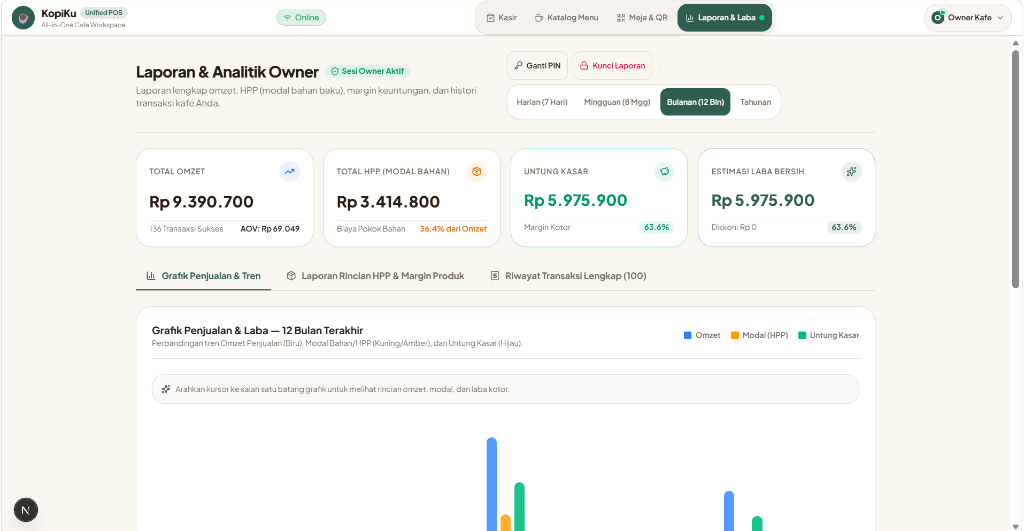 KopiKu Unified POS
All-in-One Cafe Workspace
Online
Kasir
Katalog Menu
Meja & QR
Laporan & Laba
Owner Kafe
Laporan & Analitik Owner
Sesi Owner Aktif
Laporan lengkap omzet, HPP (modal bahan baku), margin keuntungan, dan histori
transaksi kafe Anda.
Ganti PIN
Kunci Laporan
Harian (7 Hari)
Mingguan (8 Mgg)
Bulanan (12 Bln)
Tahunan
TOTAL OMZET
Rp 9.390.700
136 Transaksi Sukses
AOV: Rp 69.049
TOTAL HPP (MODAL BAHAN)
Rp 3.414.800
Biaya Pokok Bahan
36.4% dari Omzet
UNTUNG KASAR
Rp 5.975.900
Margin Kotor
63.6%
ESTIMASI LABA BERSIH
Rp 5.975.900
Diskon: Rp 0
63.6%
Grafik Penjualan & Tren
Laporan Rincian HPP & Margin Produk
Riwayat Transaksi Lengkap (100)
Grafik Penjualan & Laba — 12 Bulan Terakhir
Perbandingan tren Omzet Penjualan (Biru), Modal Bahan/HPP (Kuning/Amber), dan Untung Kasar (Hijau).
Omzet
Modal (HPP)
Untung Kasar
Arahkan kursor ke salah satu batang grafik untuk melihat rincian omzet, modal, dan laba kotor.
N